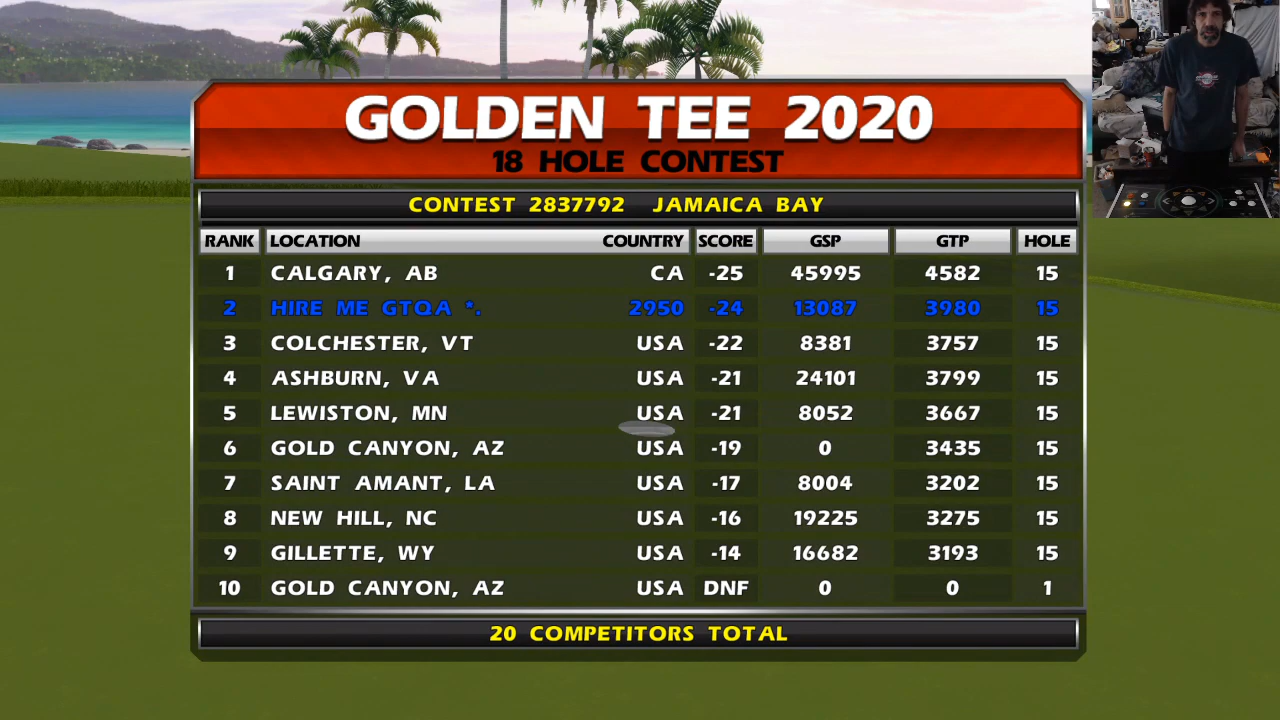 GOLDEN TEE 2020
18 HOLE CONTEST
CONTEST 2837792 JAMAICA BAY
RANK LOCATION COUNTRY SCORE GSP GTP HOLE
1 CALGARY, AB CA -25 45995 4582 15
2 HIRE ME GTQA *. 2950 -24 13087 3980 15
3 COLCHESTER, VT USA -22 8381 3757 15
4 ASHBURN, VA USA -21 24101 3799 15
5 LEWISTON, MN USA -21 8052 3667 15
6 GOLD CANYON, AZ USA -19 0 3435 15
7 SAINT AMANT, LA USA -17 8004 3202 15
8 NEW HILL, NC USA -16 19225 3275 15
9 GILLETTE, WY USA -14 16682 3193 15
10 GOLD CANYON, AZ USA DNF 0 0 1
20 COMPETITORS TOTAL